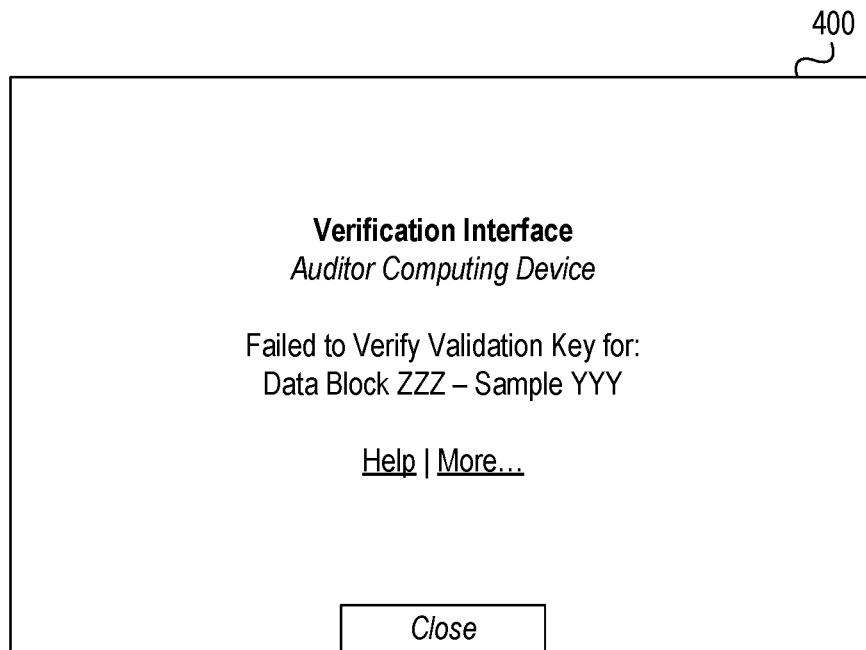 400
Verification Interface
Auditor Computing Device
Failed to Verify Validation Key for:
Data Block ZZZ – Sample YYY
Help | More...
Close